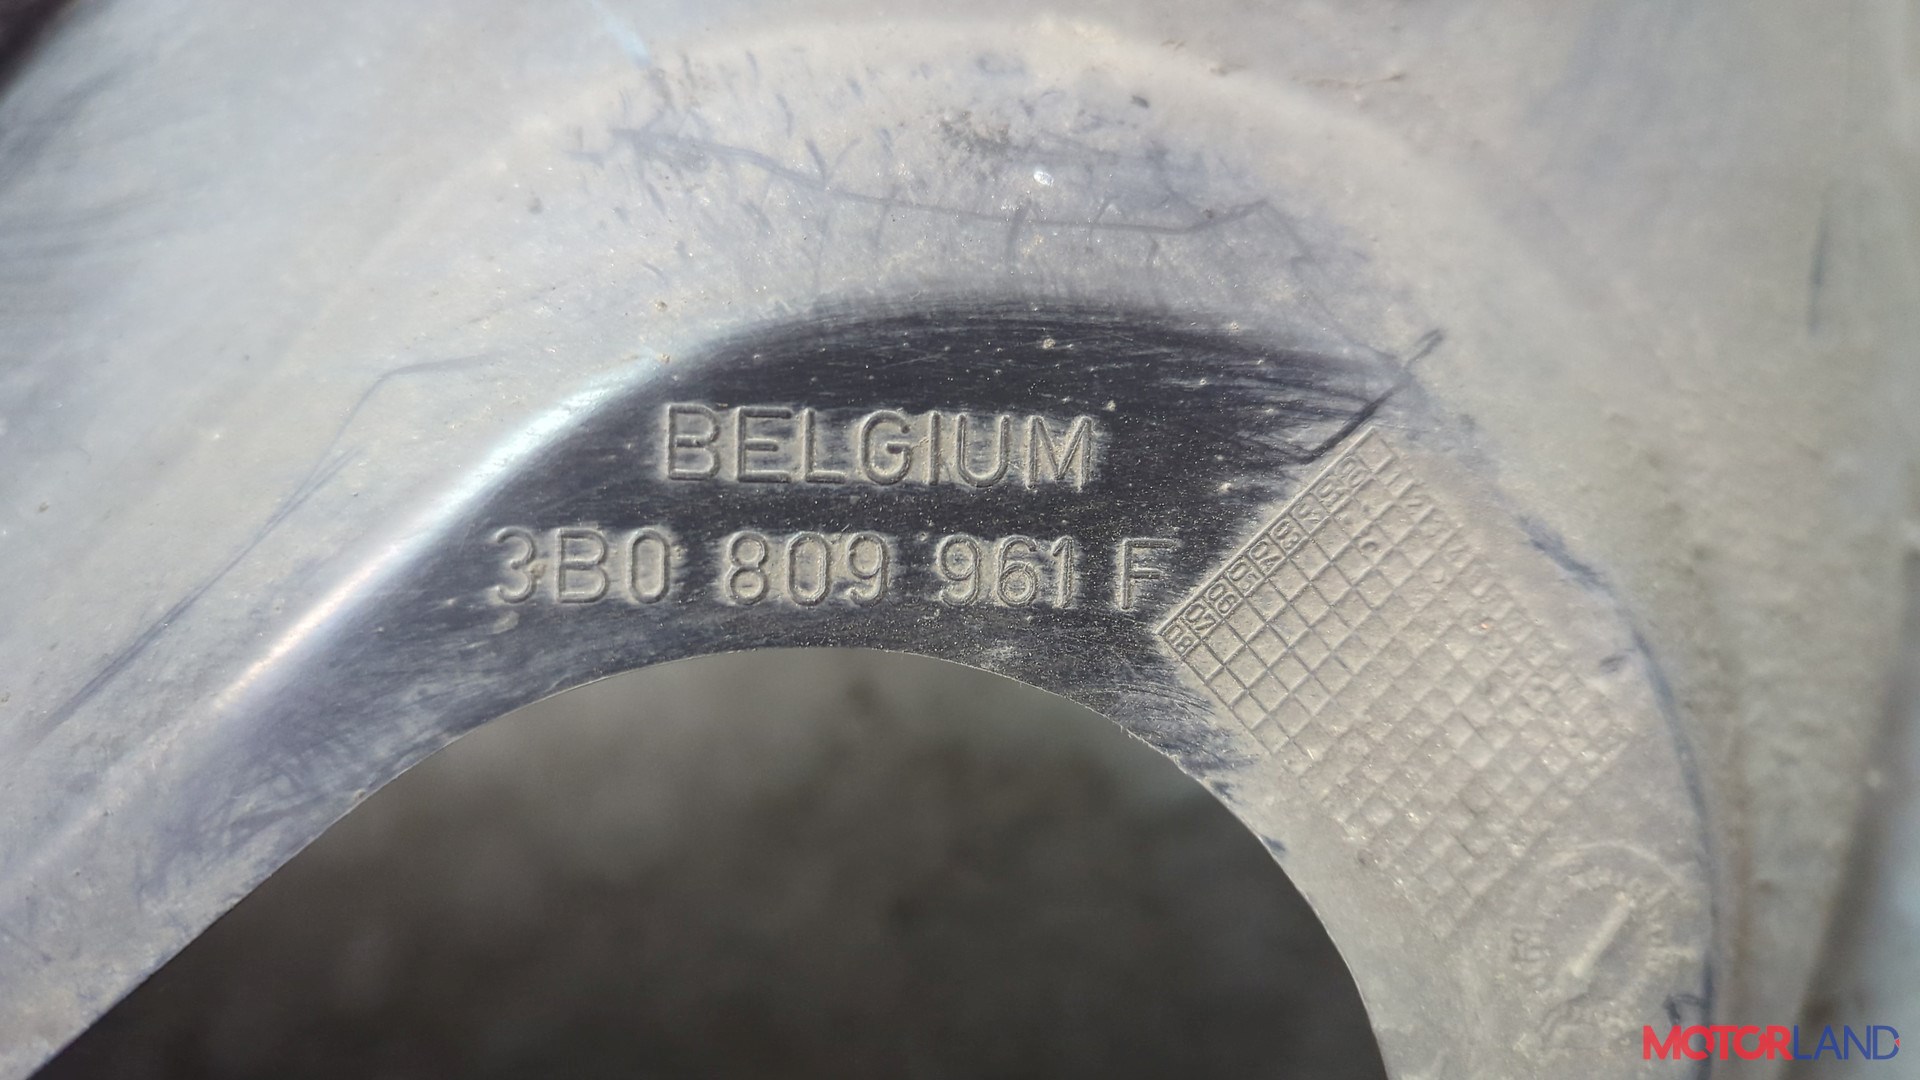 BELGIUM
3B0 809 961 F
MOTORLAND